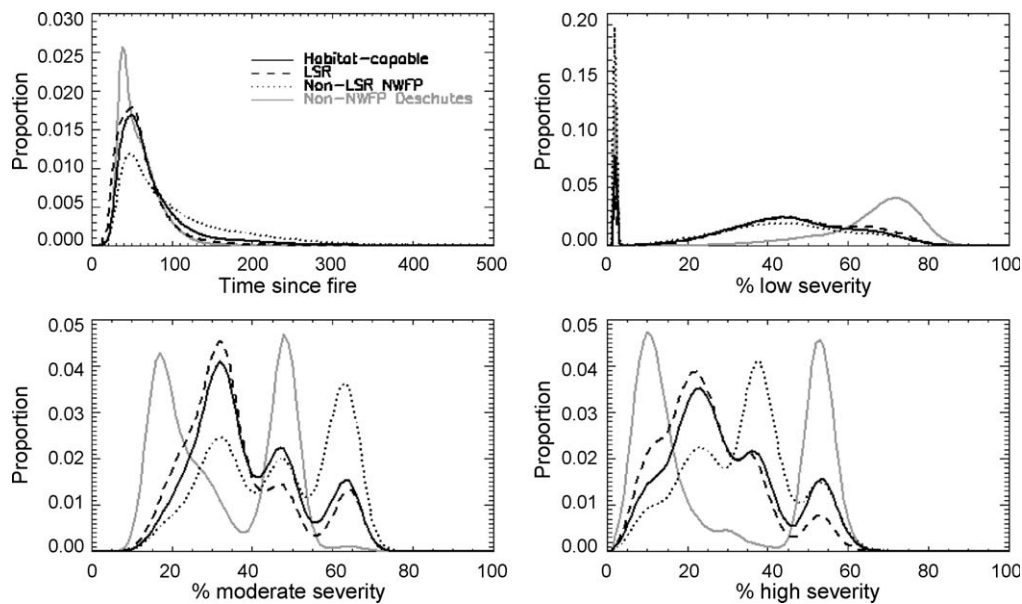 0.030
0.025
0.020
0.015
0.010
0.005
0.000
Proportion
0 100 200 300 400 500
Time since fire
Habitat-capable
LSR
Non-LSR NWFP
Non-NWFP Deschutes
0.20
0.15
0.10
0.05
0.00
Proportion
0 20 40 60 80 100
% low severity
0.05
0.04
0.03
0.02
0.01
0.00
Proportion
0 20 40 60 80 100
% moderate severity
0.05
0.04
0.03
0.02
0.01
0.00
Proportion
0 20 40 60 80 100
% high severity